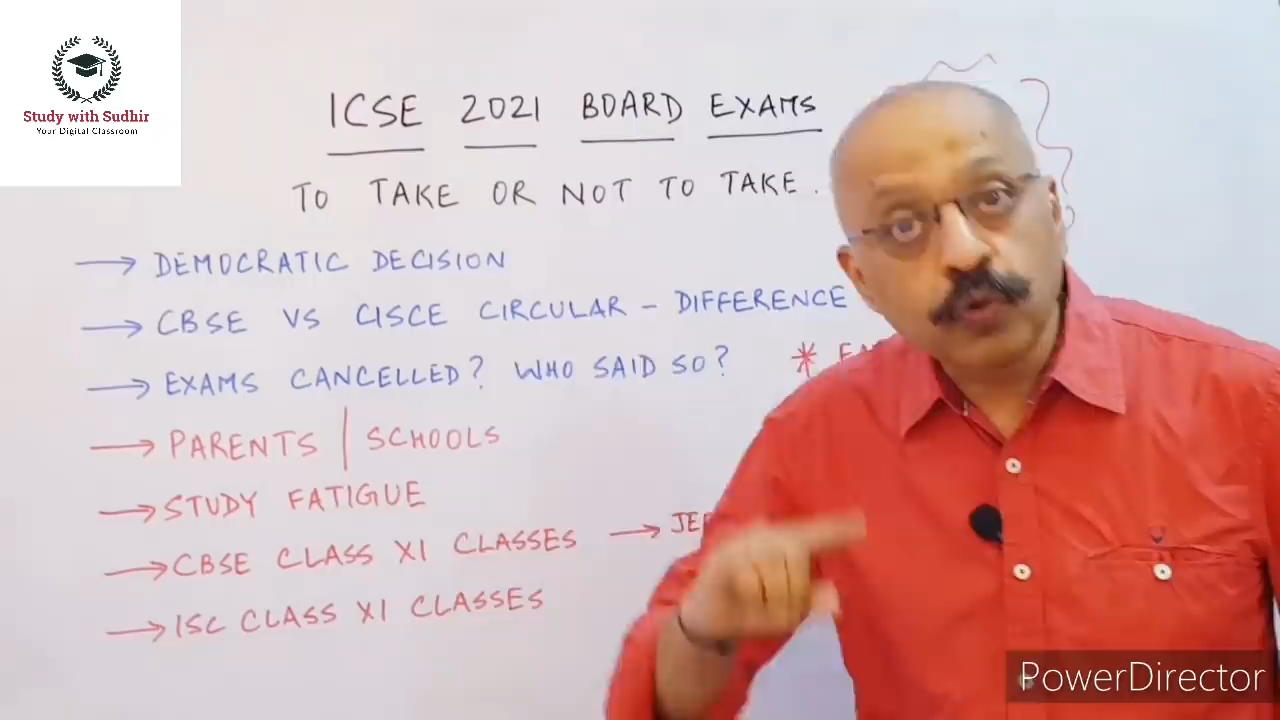 Study with Sudhir
Your Digital Classroom
ICSE 2021 BOARD EXAMS
TO TAKE OR NOT TO TAKE.
→ DEMOCRATIC DECISION
→ CBSE VS CISCE CIRCULAR - DIFFERENCE
→ EXAMS CANCELLED? WHO SAID SO? *
→ PARENTS | SCHOOLS
→ STUDY FATIGUE
→ CBSE CLASS XI CLASSES →
→ ISC CLASS XI CLASSES
PowerDirector